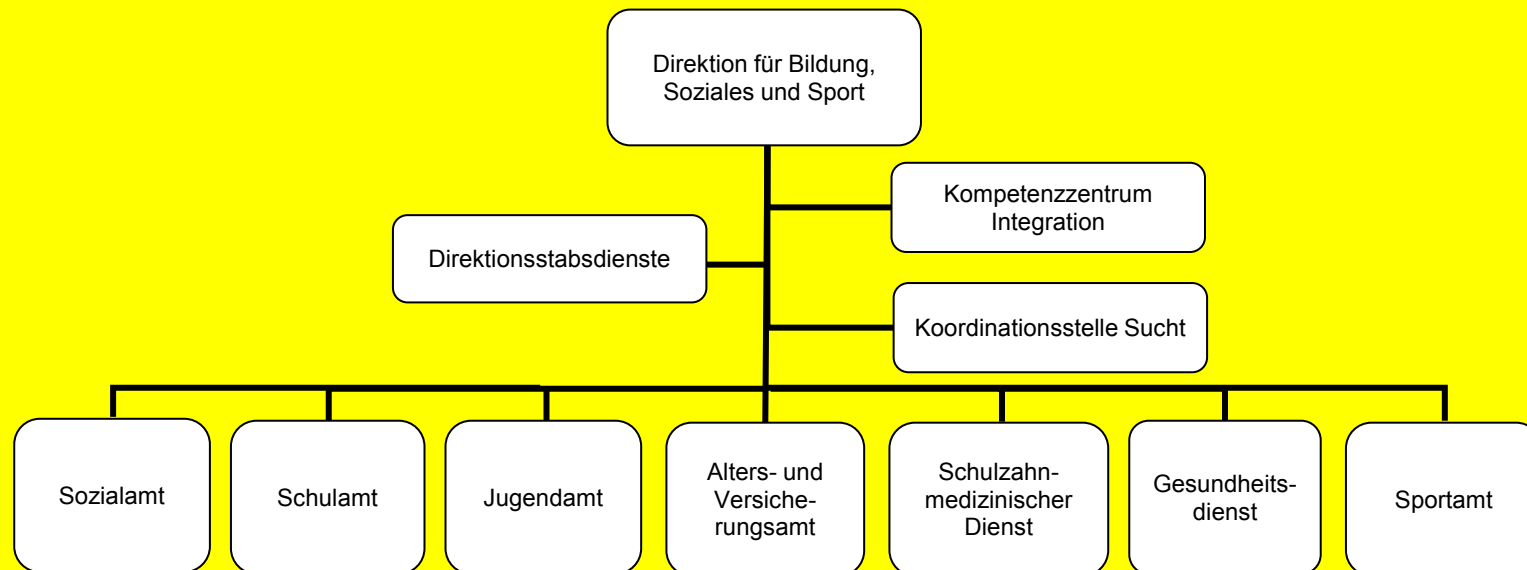 Direktion für Bildung,
Soziales und Sport
Kompetenzzentrum
Integration
Direktionsstabsdienste
Koordinationsstelle Sucht
Sozialamt
Schulamt
Jugendamt
Alters- und
Versiche-
rungsamt
Schulzahn-
medizinischer
Dienst
Gesundheits-
dienst
Sportamt